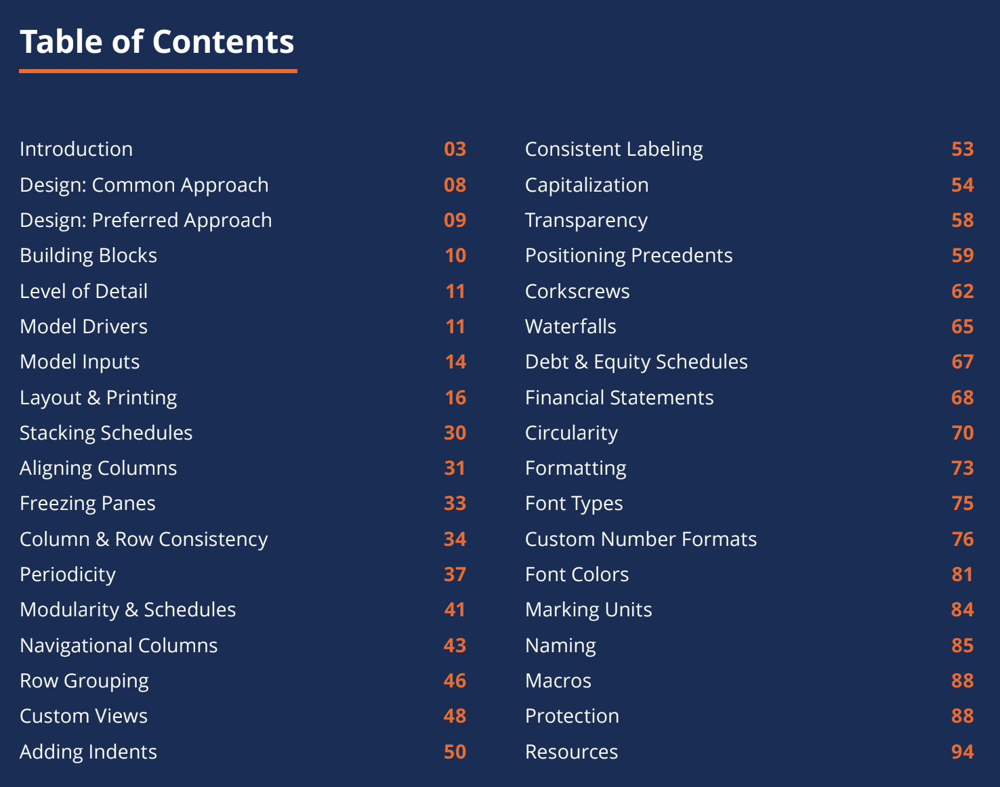 Table of Contents
Introduction 03
Design: Common Approach 08
Design: Preferred Approach 09
Building Blocks 10
Level of Detail 11
Model Drivers 11
Model Inputs 14
Layout & Printing 16
Stacking Schedules 30
Aligning Columns 31
Freezing Panes 33
Column & Row Consistency 34
Periodicity 37
Modularity & Schedules 41
Navigational Columns 43
Row Grouping 46
Custom Views 48
Adding Indents 50
Consistent Labeling 53
Capitalization 54
Transparency 58
Positioning Precedents 59
Corkscrews 62
Waterfalls 65
Debt & Equity Schedules 67
Financial Statements 68
Circularity 70
Formatting 73
Font Types 75
Custom Number Formats 76
Font Colors 81
Marking Units 84
Naming 85
Macros 88
Protection 88
Resources 94